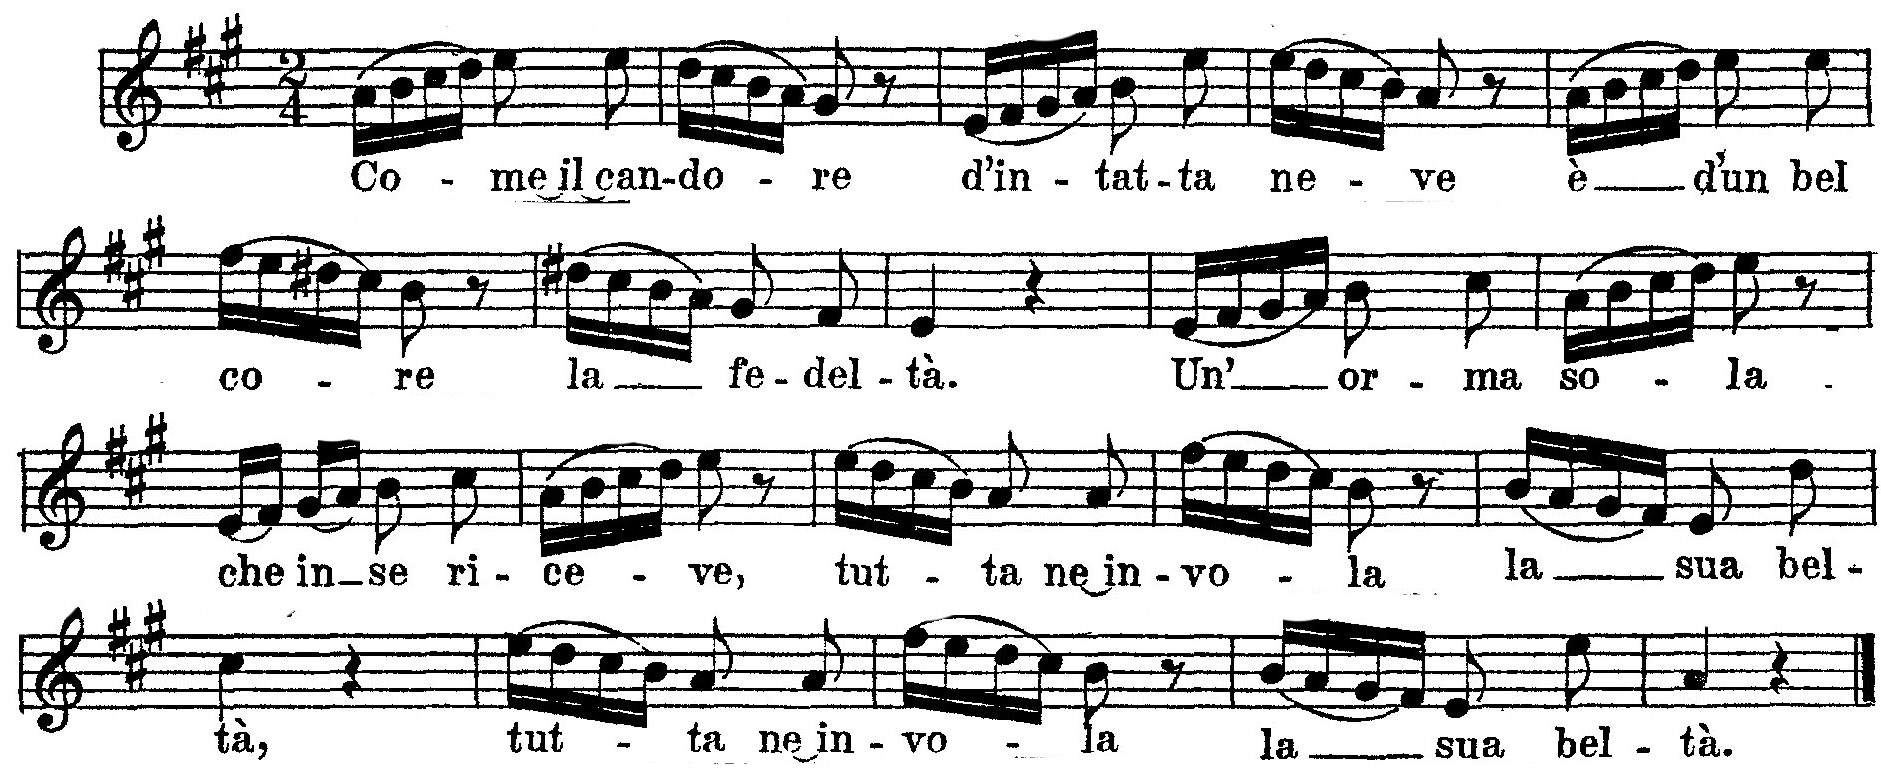 2 4
Co - me il can-do - re d'in - tat - ta ne - ve è d'un bel
co - re la fe - del - tà. Un' or - ma so - la
che in se ri - ce - ve, tut - ta ne in - vo - la la sua bel -
tà, tut - ta ne in - vo - la la sua bel - tà.